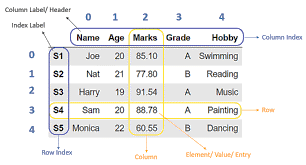 Column Label/ Header
Index Label
0 1 2 3 4
Name Age Marks Grade Hobby
Column Index
0 S1 Joe 20 85.10 A Swimming
1 S2 Nat 21 77.80 B Reading
2 S3 Harry 19 91.54 A Music
3 S4 Sam 20 88.78 A Painting
Row
4 S5 Monica 22 60.55 B Dancing
Row Index
Column
Element/ Value/ Entry